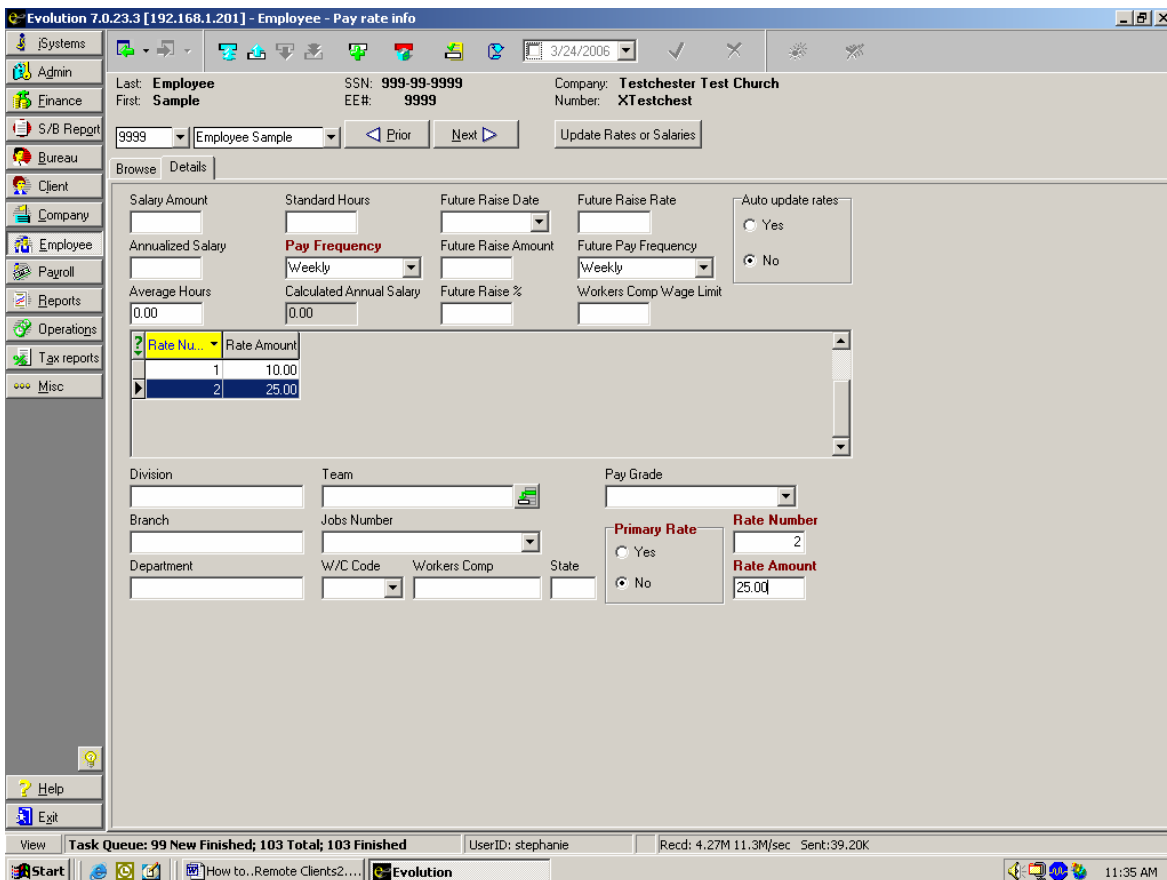 Evolution 7.0.23.3 [192.168.1.201] - Employee - Pay rate info
iSystems
Admin
Finance
S/B Report
Bureau
Client
Company
Employee
Payroll
Reports
Operations
Tax reports
Misc
Help
Exit
3/24/2006
Last: Employee SSN: 999-99-9999 Company: Testchester Test Church
First: Sample EE#: 9999 Number: XTestchest
9999 Employee Sample Prior Next Update Rates or Salaries
Browse Details
Salary Amount Standard Hours Future Raise Date Future Raise Rate Auto update rates
Yes
Annualized Salary Pay Frequency Future Raise Amount Future Pay Frequency
Weekly Weekly No
Average Hours Calculated Annual Salary Future Raise % Workers Comp Wage Limit
0.00 0.00
? Rate Nu... Rate Amount
1 10.00
2 25.00
Division Team Pay Grade
Branch Jobs Number Primary Rate Rate Number
Yes 2
Department W/C Code Workers Comp State Rate Amount
No 25.00
View Task Queue: 99 New Finished; 103 Total; 103 Finished UserID: stephanie Recd: 4.27M 11.3M/sec Sent:39.20K
Start How to..Remote Clients2.... Evolution 11:35 AM